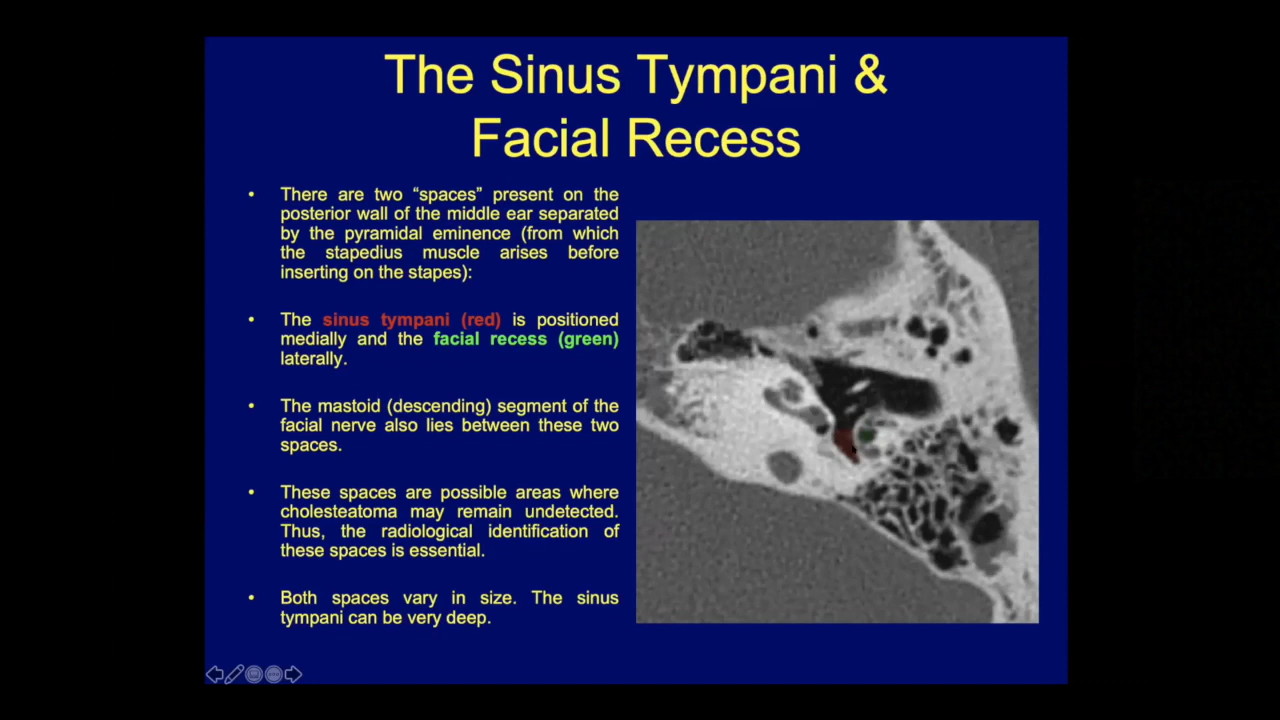 The Sinus Tympani &
Facial Recess
• There are two “spaces” present on the
posterior wall of the middle ear separated
by the pyramidal eminence (from which
the stapedius muscle arises before
inserting on the stapes):
• The sinus tympani (red) is positioned
medially and the facial recess (green)
laterally.
• The mastoid (descending) segment of the
facial nerve also lies between these two
spaces.
• These spaces are possible areas where
cholesteatoma may remain undetected.
Thus, the radiological identification of
these spaces is essential.
• Both spaces vary in size. The sinus
tympani can be very deep.